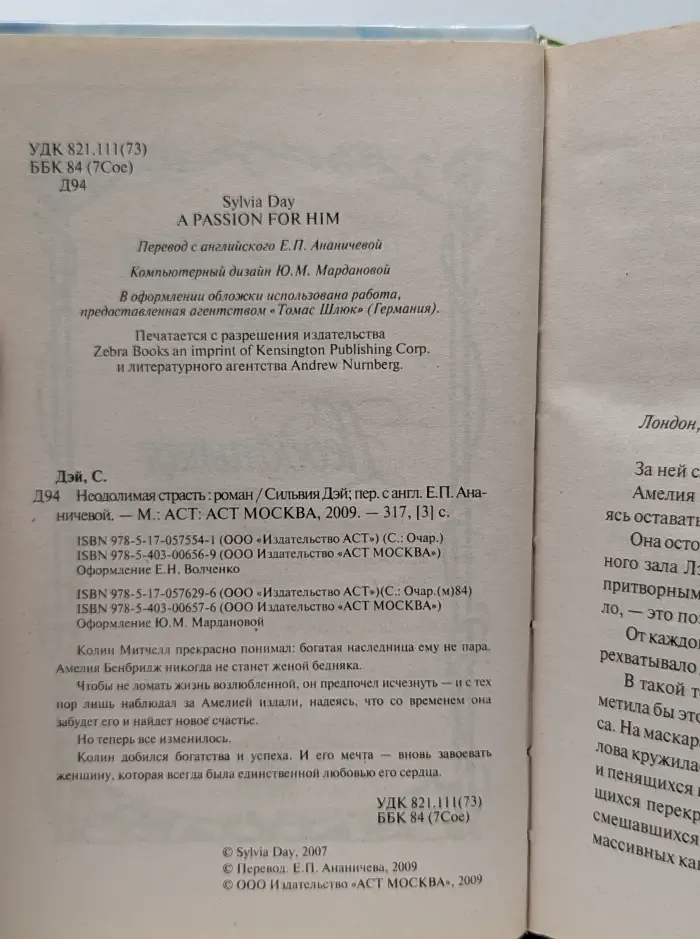 УДК 821.111(73)
ББК 84 (7Сое)
Д94
Sylvia Day
A PASSION FOR HIM
Перевод с английского Е.П. Ананичевой
Компьютерный дизайн Ю.М. Мардановой
В оформлении обложки использована работа,
предоставленная агентством «Томас Шлюк» (Германия).
Печатается с разрешения издательства
Zebra Books an imprint of Kensington Publishing Corp.
и литературного агентства Andrew Nurnberg.
Дэй, С.
Д94 Неодолимая страсть : роман / Сильвия Дэй; пер. с англ. Е.П. Ана-
ничевой. — М.: АСТ: АСТ МОСКВА, 2009. — 317, [3] с.
ISBN 978-5-17-057554-1 (ООО «Издательство АСТ») (С.: Очар.)
ISBN 978-5-403-00656-9 (ООО Издательство «АСТ МОСКВА»)
Оформление Е.Н. Волченко
ISBN 978-5-17-057629-6 (ООО «Издательство АСТ»)(С.: Очар.(м)84)
ISBN 978-5-403-00657-6 (ООО Издательство «АСТ МОСКВА»)
Оформление Ю.М. Мардановой
Колин Митчелл прекрасно понимал: богатая наследница ему не пара.
Амелия Бенбридж никогда не станет женой бедняка.
Чтобы не ломать жизнь возлюбленной, он предпочел исчезнуть — и с тех
пор лишь наблюдал за Амелией издали, надеясь, что со временем она
забудет его и найдет новое счастье.
Но теперь все изменилось.
Колин добился богатства и успеха. И его мечта — вновь завоевать
женщину, которая всегда была единственной любовью его сердца.
УДК 821.111(73)
ББК 84 (7Сое)
© Sylvia Day, 2007
© Перевод. Е.П. Ананичева, 2009
© ООО Издательство «АСТ МОСКВА», 2009
Лондон,
За ней с
Амелия
ясь оставать
Она осто
ного зала Лэ
притворным
ло, — это поз
От каждо
рехватывало
В такой т
метила бы это
са. На маскар
лова кружила
и пенящихся
щихся перекр
смешавшихся
массивных ка